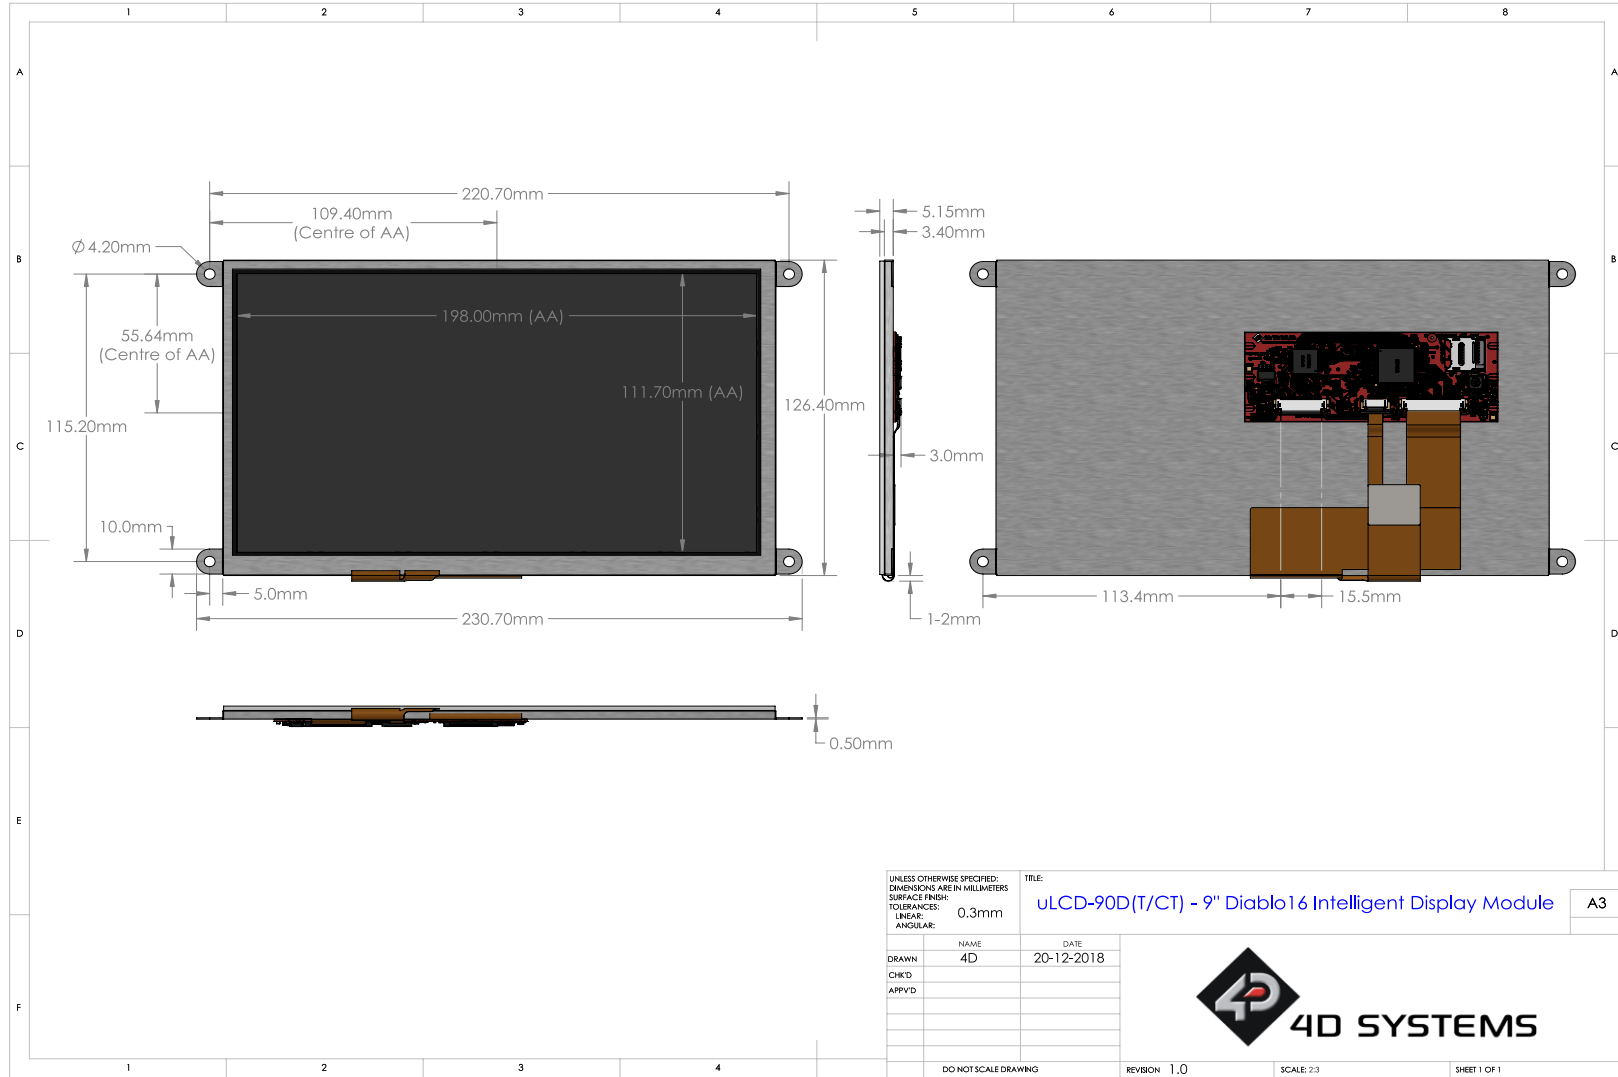 1 2 3 4 5 6 7 8
A A
220.70mm
109.40mm
(Centre of AA)
5.15mm
3.40mm
Ø4.20mm
B B
198.00mm (AA)
55.64mm
(Centre of AA)
111.70mm (AA)
126.40mm
115.20mm
C C
3.0mm
10.0mm
5.0mm
113.4mm
15.5mm
230.70mm
1-2mm
D D
0.50mm
E
UNLESS OTHERWISE SPECIFIED:
DIMENSIONS ARE IN MILLIMETERS
SURFACE FINISH:
TOLERANCES:
LINEAR: 0.3mm
ANGULAR:
TITLE:
uLCD-90D(T/CT) - 9" Diablo16 Intelligent Display Module
A3
NAME DATE
DRAWN 4D 20-12-2018
CHK'D
APPV'D
F
4D SYSTEMS
1 2 3 4
DO NOT SCALE DRAWING
REVISION 1.0
SCALE: 2:3
SHEET 1 OF 1